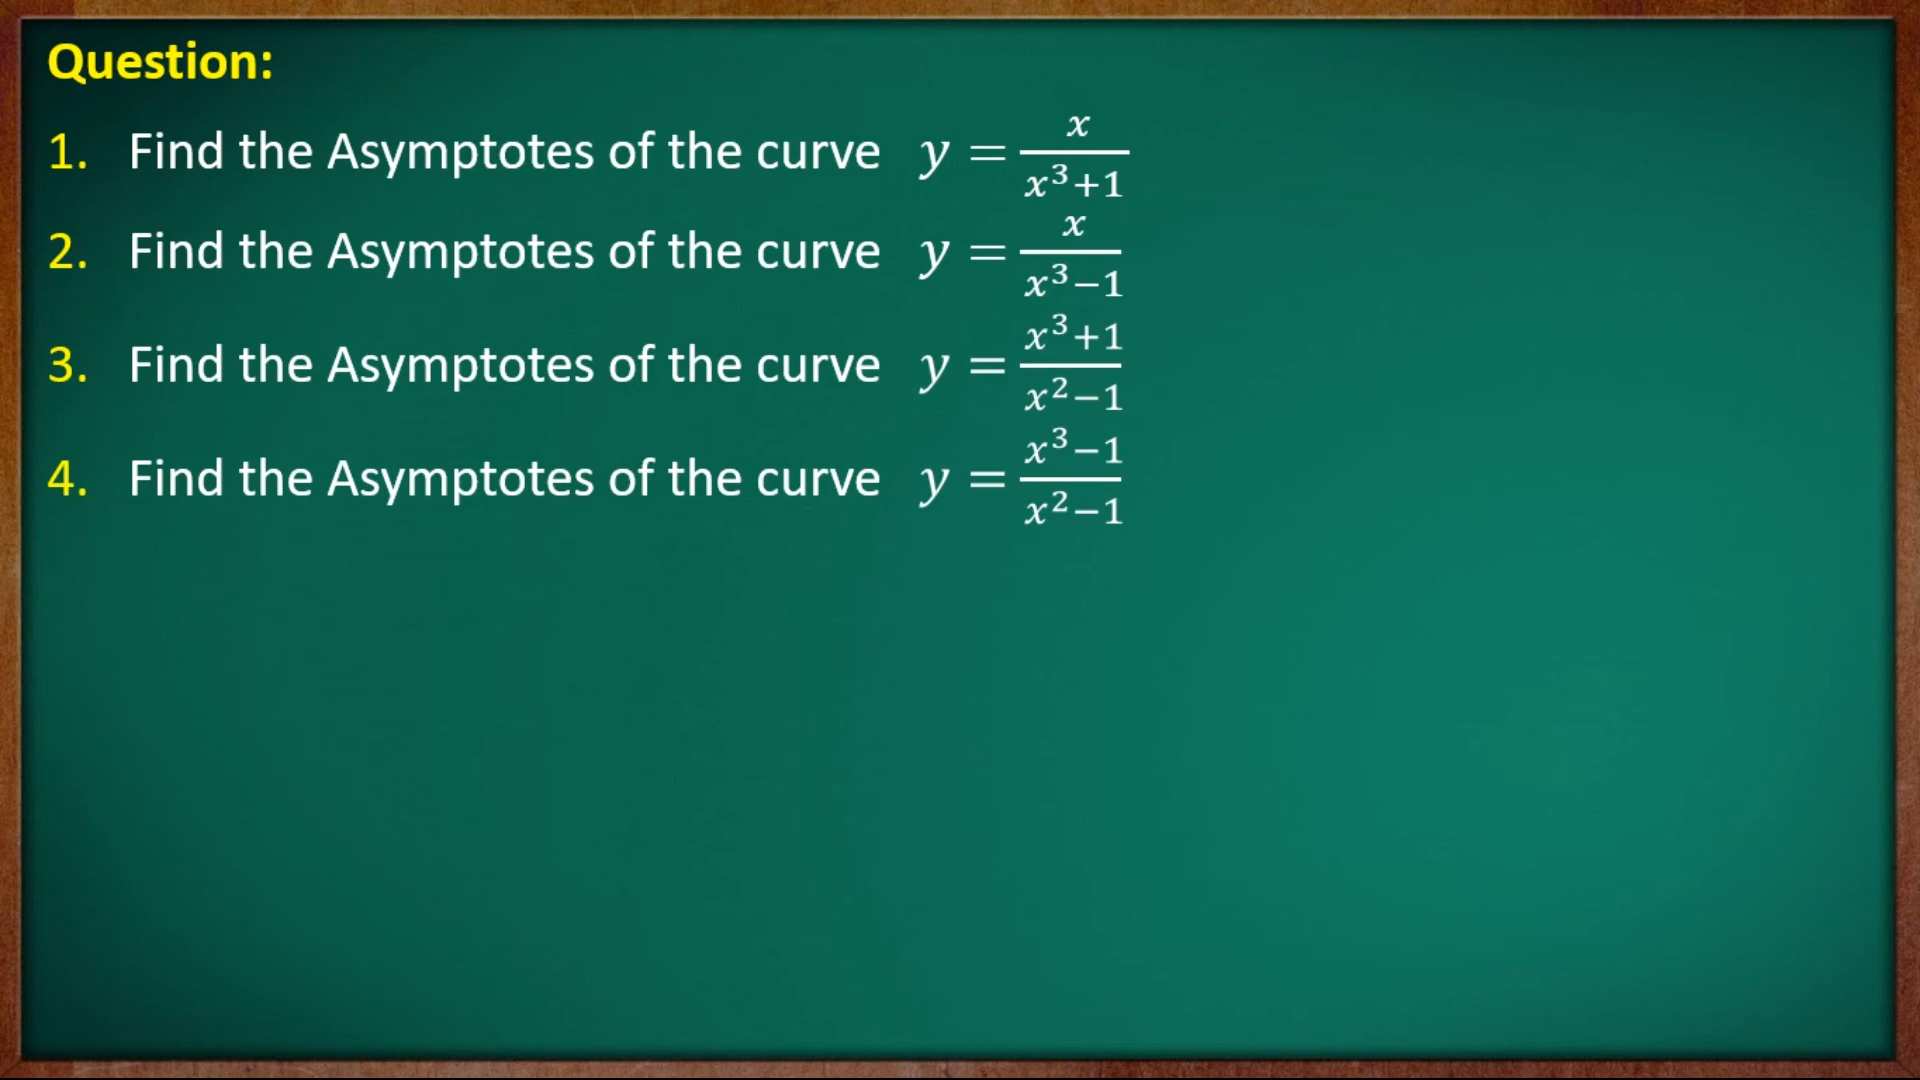 Question:
1. Find the Asymptotes of the curve y = x/(x³+1)
2. Find the Asymptotes of the curve y = x/(x³−1)
3. Find the Asymptotes of the curve y = (x³+1)/(x²−1)
4. Find the Asymptotes of the curve y = (x³−1)/(x²−1)